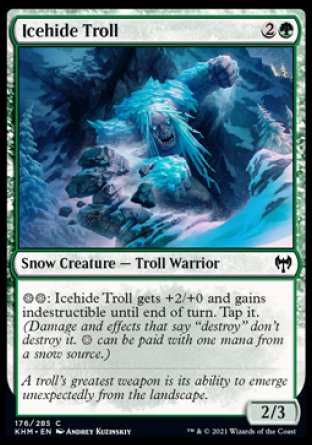 Icehide Troll 2
Snow Creature — Troll Warrior
: Icehide Troll gets +2/+0 and gains
indestructible until end of turn. Tap it.
(Damage and effects that say "destroy" don't
destroy it. can be paid with one mana from
a snow source.)
A troll's greatest weapon is its ability to emerge
unexpectedly from the landscape.
2/3
176/285 C
KHM • EN ANDREY KUZINSKIY
™ & © 2021 Wizards of the Coast